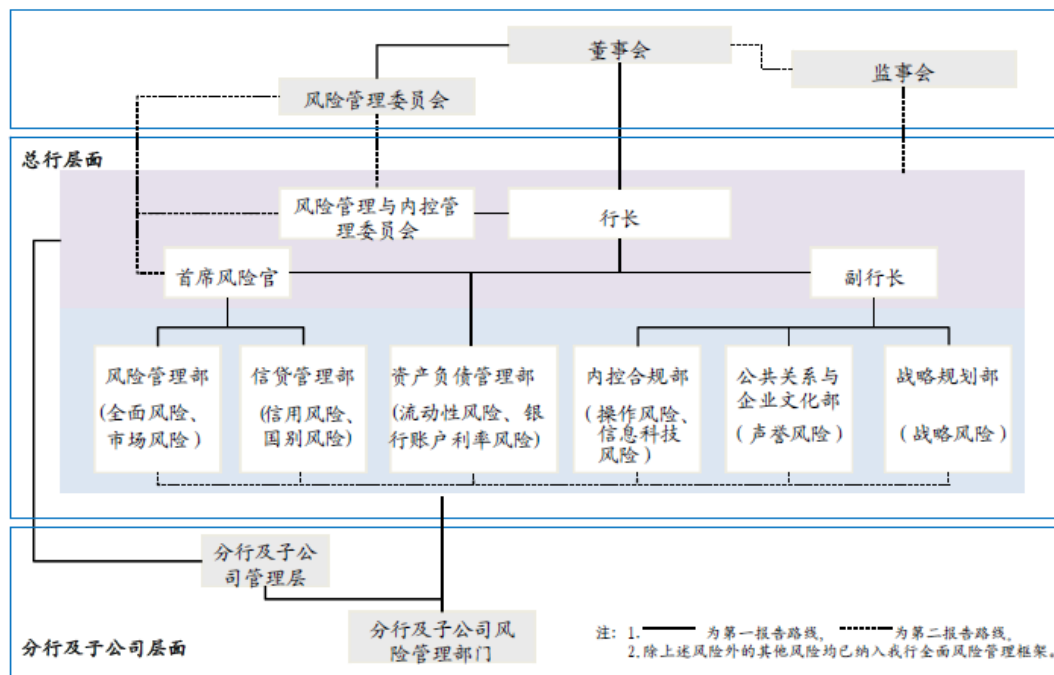 董事会
监事会
风险管理委员会
总行层面
风险管理与内控管
理委员会
行长
首席风险官
副行长
风险管理部
(全面风险、
市场风险)
信贷管理部
(信用风险、
国别风险)
资产负债管理部
(流动性风险、银
行账户利率风险)
内控合规部
(操作风险、
信息科技
风险)
公共关系与
企业文化部
(声誉风险)
战略规划部
(战略风险)
分行及子公
司管理层
分行及子公司风
险管理部门
分行及子公司层面
注: 1. 为第一报告路线, 为第二报告路线。
2.除上述风险外的其他风险均已纳入我行全面风险管理框架。